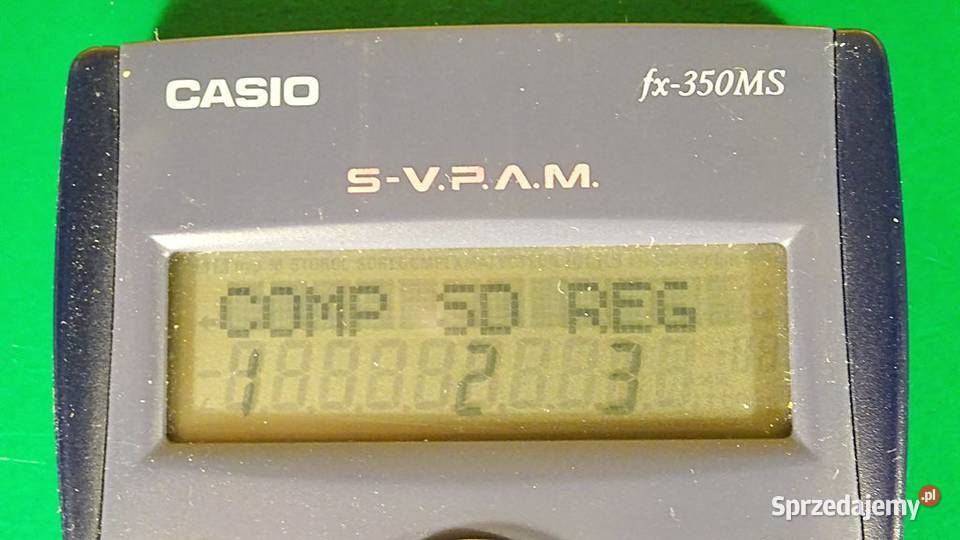 CASIO fx-350MS
S-V.P.A.M.
COMP SD REG
1 2 3
Sprzedajemy.pl